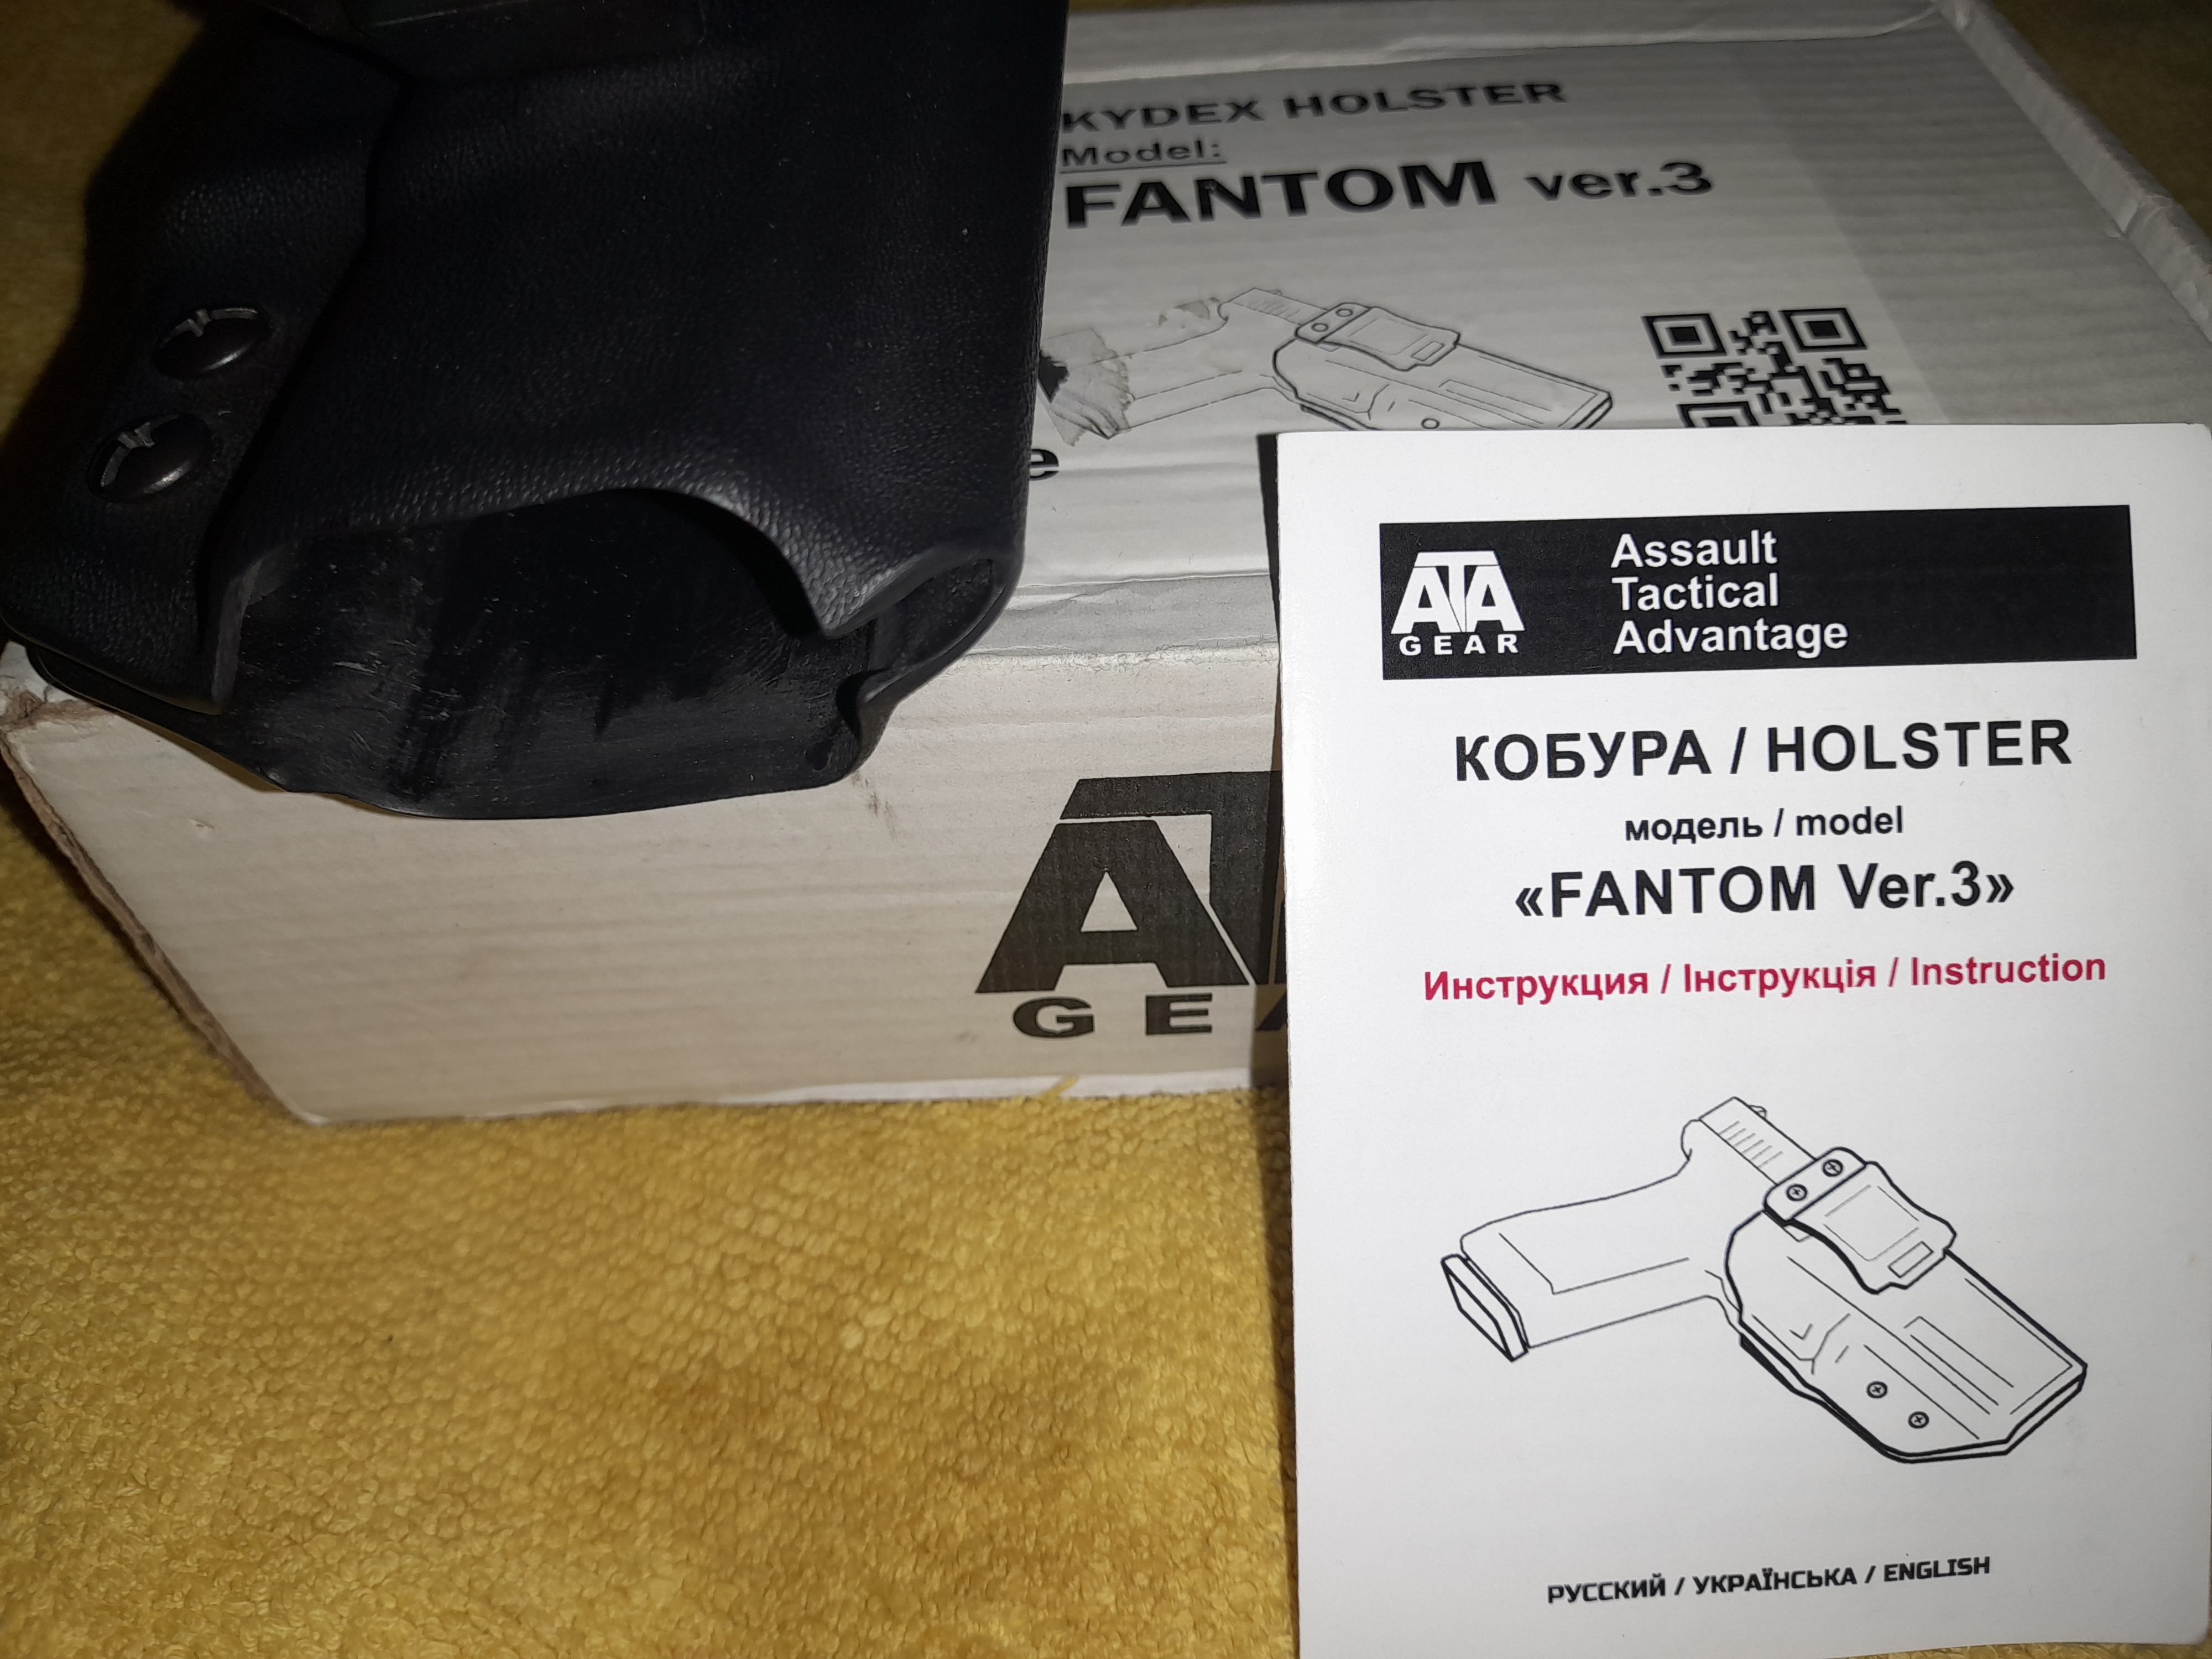 KYDEX HOLSTER
Model:
FANTOM ver.3
e
ATA
GEAR
Assault
Tactical
Advantage
КОБУРА / HOLSTER
модель / model
«FANTOM Ver.3»
Инструкция / Інструкція / Instruction
РУССКИЙ / УКРАЇНСЬКА / ENGLISH
AT
GE